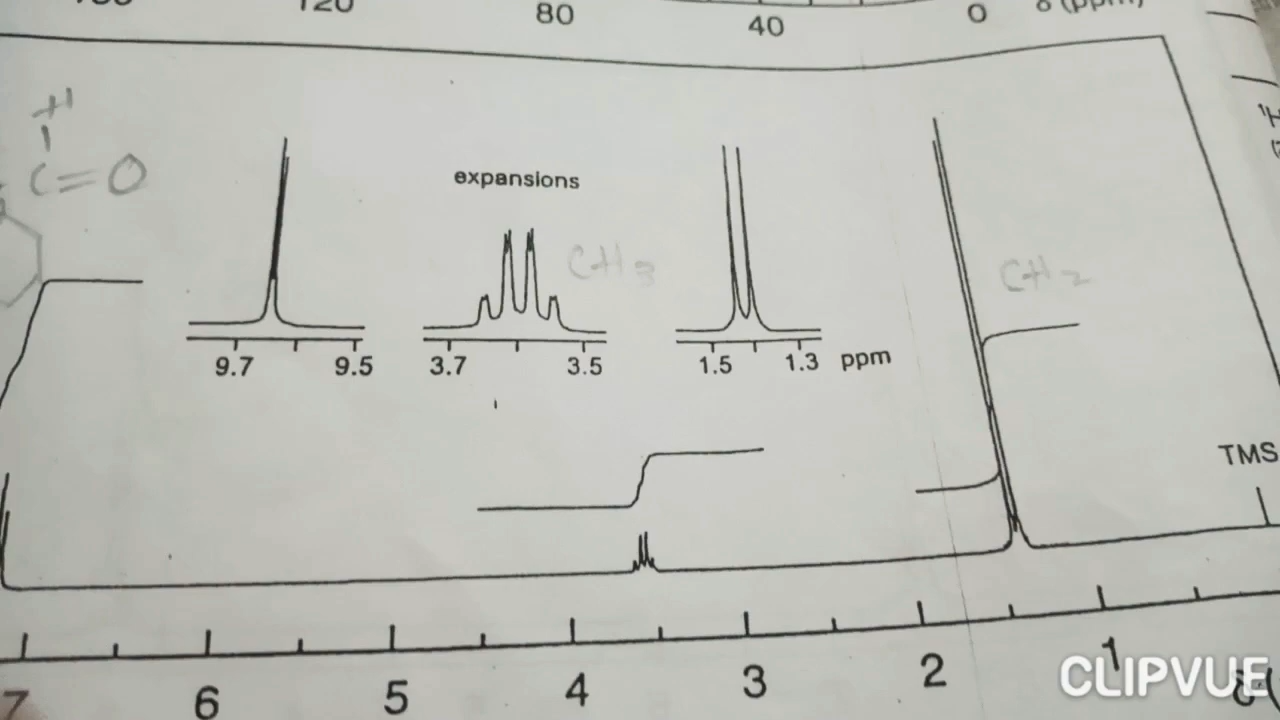 120 80 40 0 δ (ppm)
H
C=O
expansions
CH3
CH2
9.7 9.5 3.7 3.5 1.5 1.3 ppm
TMS
7 6 5 4 3 2 1
CLIPVUE